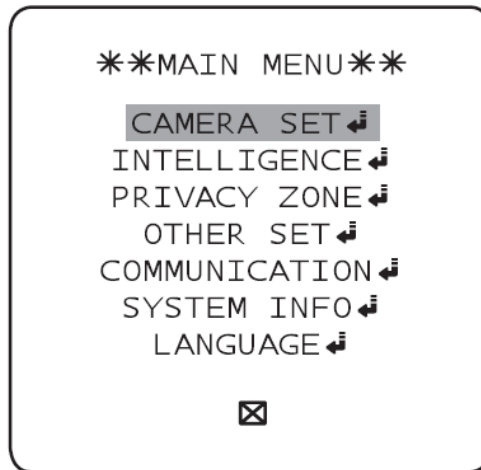 **MAIN MENU**
CAMERA SET↲
INTELLIGENCE↲
PRIVACY ZONE↲
OTHER SET↲
COMMUNICATION↲
SYSTEM INFO↲
LANGUAGE↲
☒